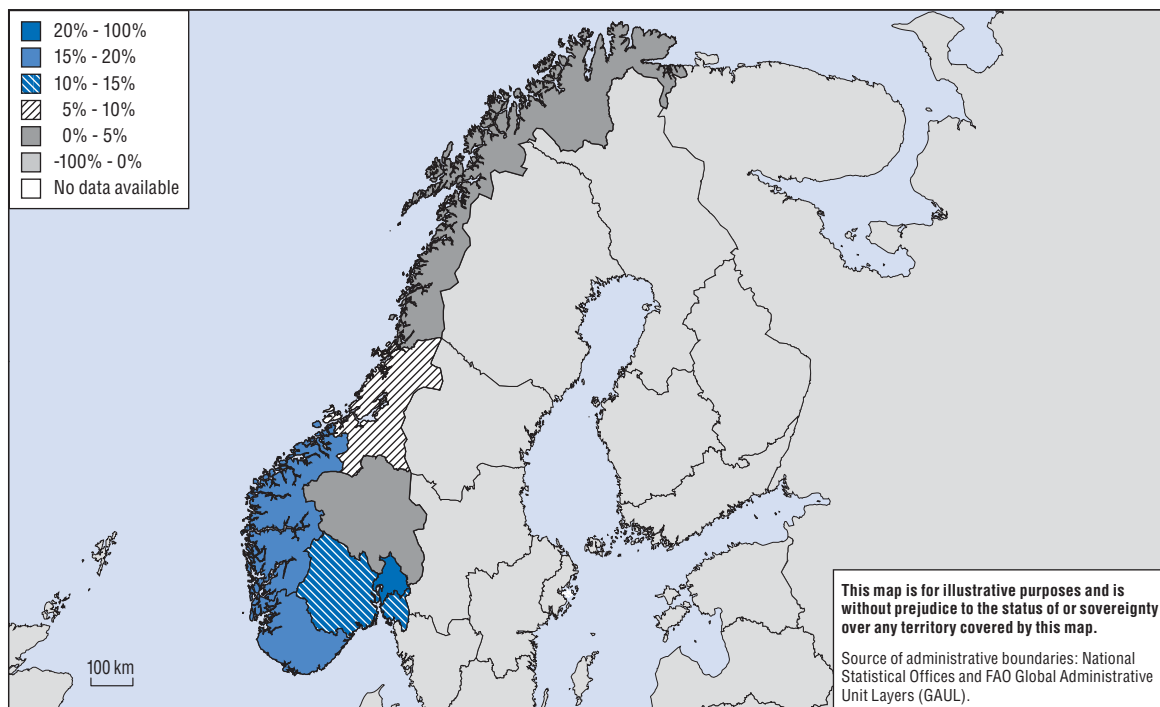 20% - 100%
15% - 20%
10% - 15%
5% - 10%
0% - 5%
-100% - 0%
No data available
100 km
This map is for illustrative purposes and is
without prejudice to the status of or sovereignty
over any territory covered by this map.
Source of administrative boundaries: National
Statistical Offices and FAO Global Administrative
Unit Layers (GAUL).